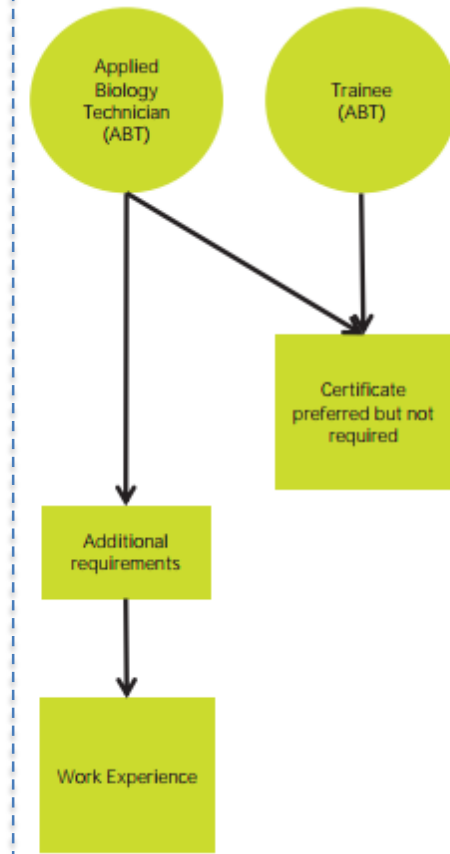 Applied
Biology
Technician
(ABT)
Trainee
(ABT)
Certificate
preferred but not
required
Additional
requirements
Work Experience